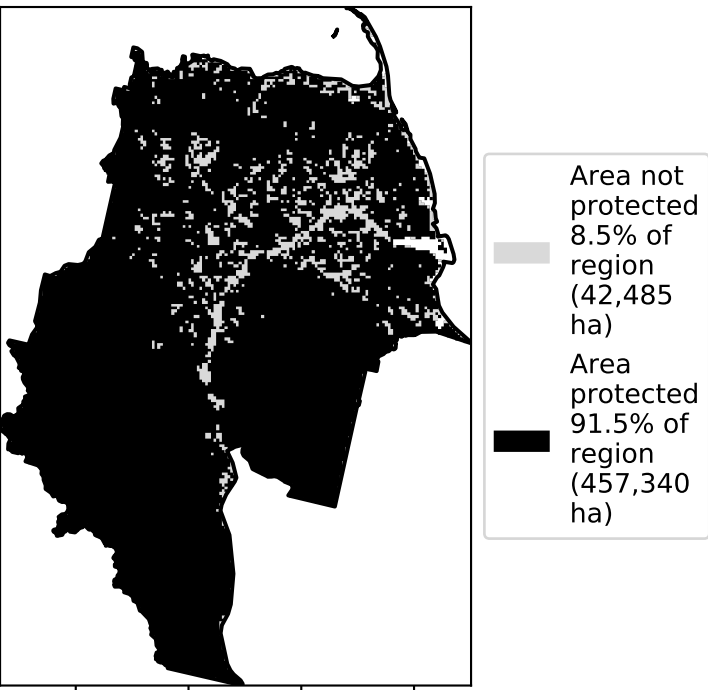 Area not
protected
8.5% of
region
(42,485
ha)
Area
protected
91.5% of
region
(457,340
ha)